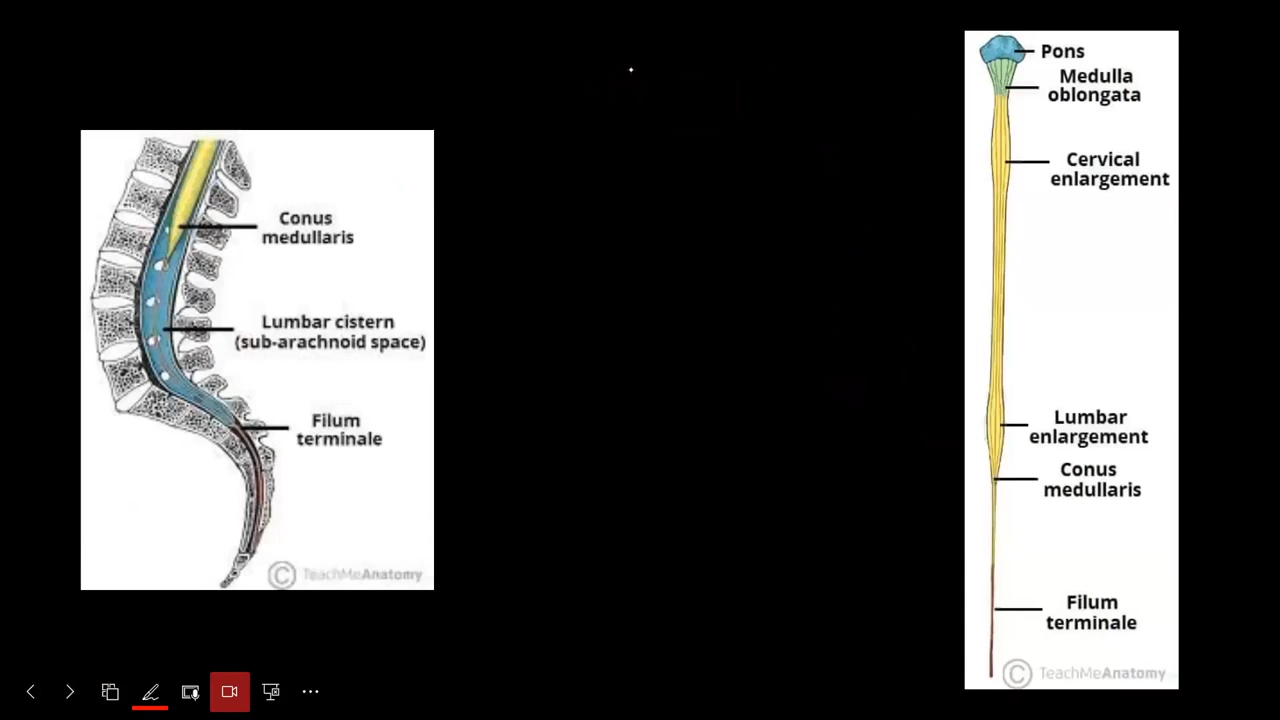 Conus
medullaris
Lumbar cistern
(sub-arachnoid space)
Filum
terminale
© TeachMeAnatomy
Pons
Medulla
oblongata
Cervical
enlargement
Lumbar
enlargement
Conus
medullaris
Filum
terminale
© TeachMeAnatomy